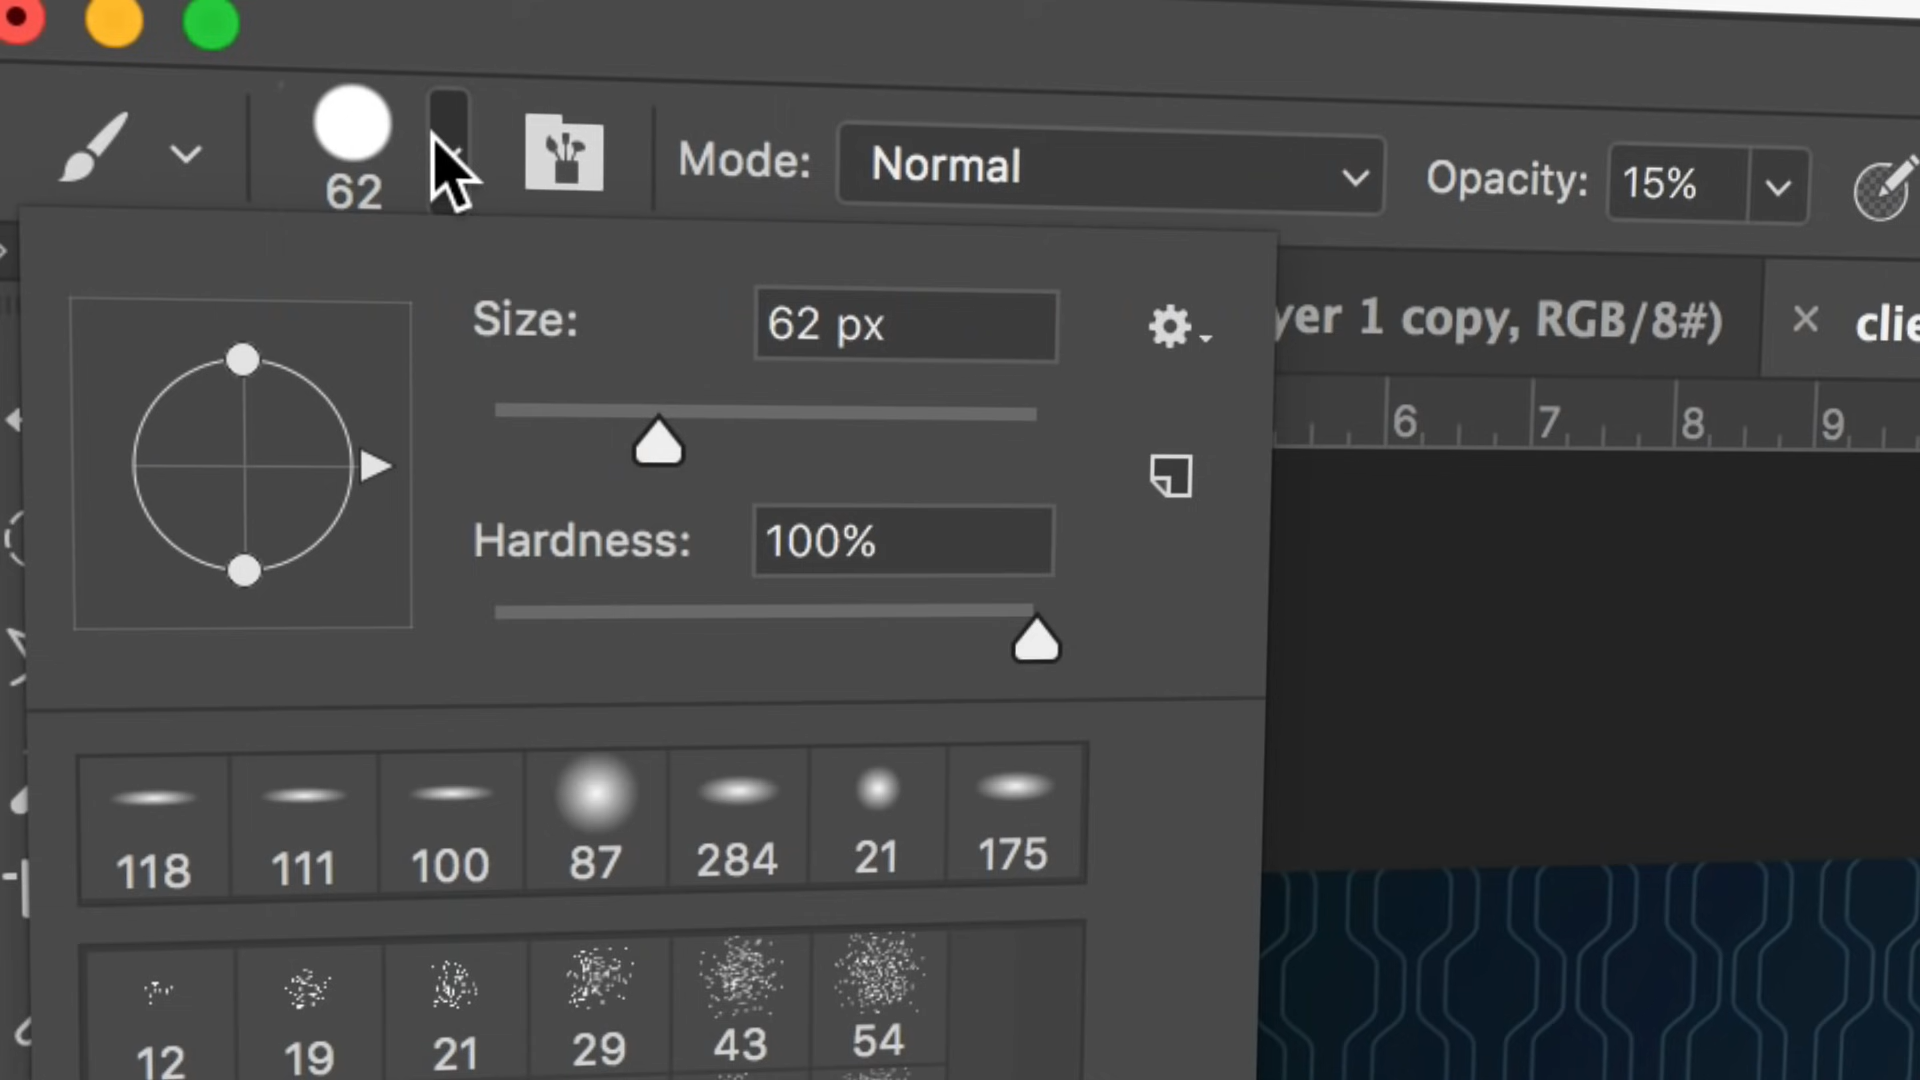 62 Mode: Normal Opacity: 15%
Size: 62 px
yer 1 copy, RGB/8#) × clie
6 7 8 9
Hardness: 100%
118 111 100 87 284 21 175
12 19 21 29 43 54